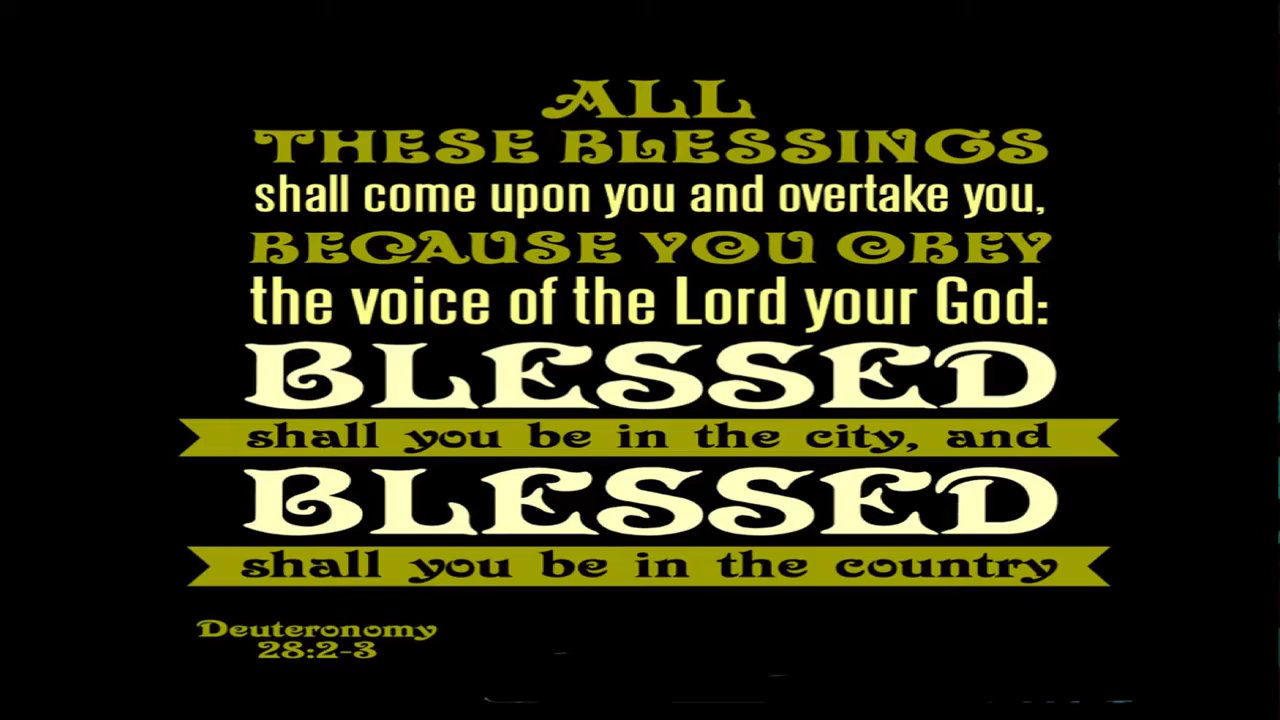 ALL
THESE BLESSINGS
shall come upon you and overtake you,
BECAUSE YOU OBEY
the voice of the Lord your God:
BLESSED
shall you be in the city, and
BLESSED
shall you be in the country
Deuteronomy
28:2-3